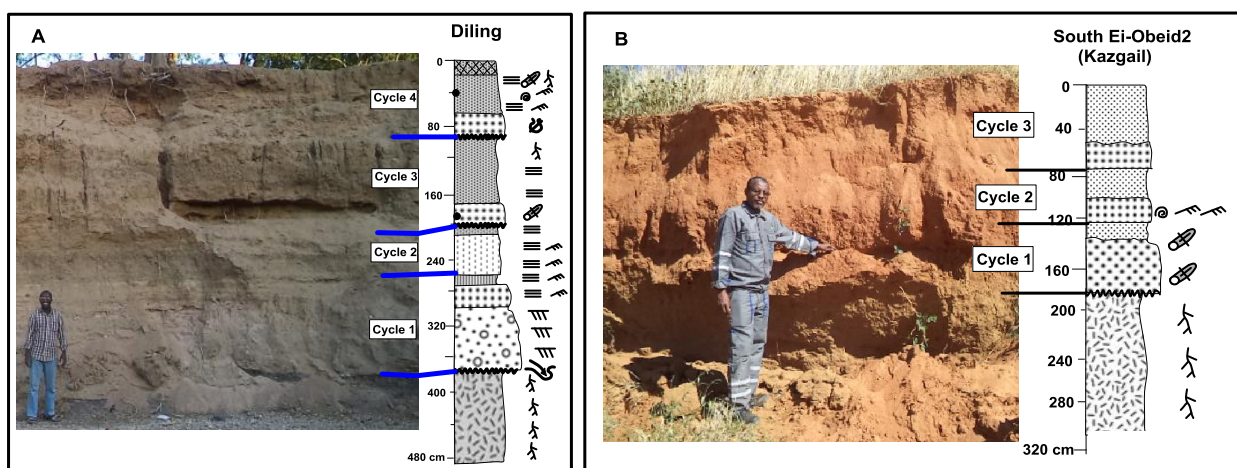 A
Diling
0
Cycle 4
80
Cycle 3
160
Cycle 2
240
Cycle 1
320
400
480 cm
B
South Ei-Obeid2
(Kazgail)
0
Cycle 3
40
80
Cycle 2
120
Cycle 1
160
200
240
280
320 cm